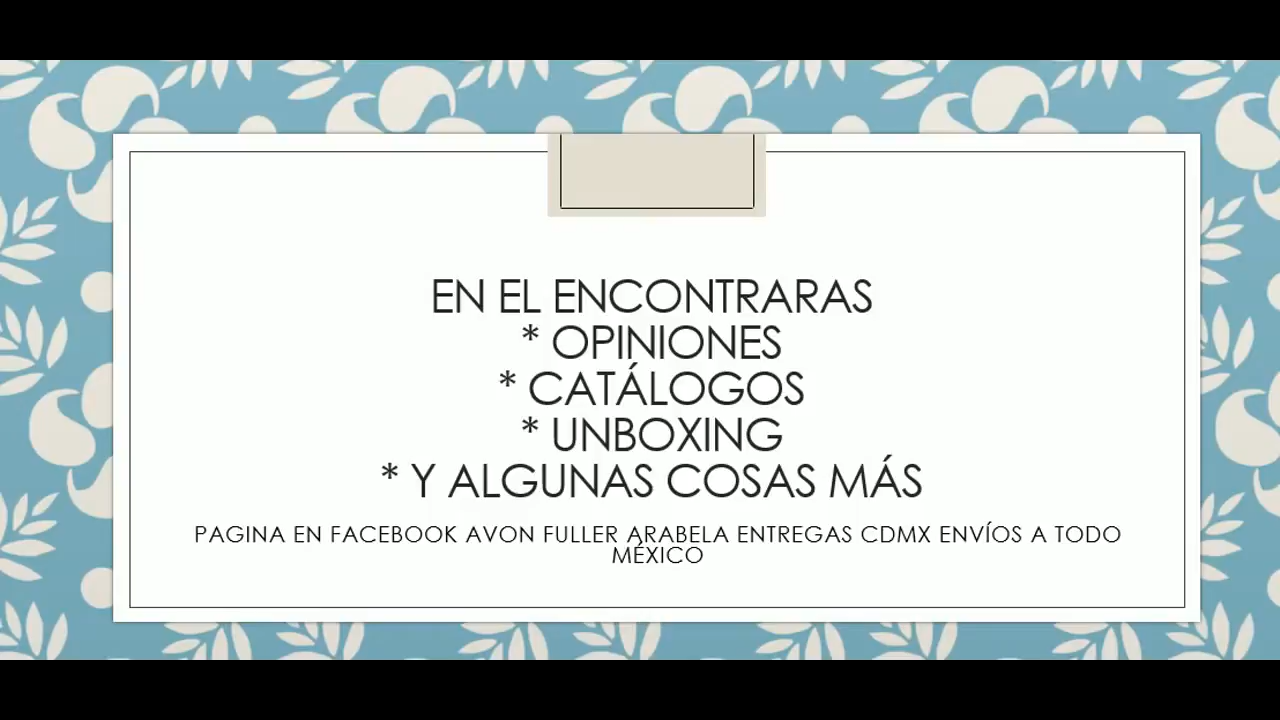 EN EL ENCONTRARAS
* OPINIONES
* CATÁLOGOS
* UNBOXING
* Y ALGUNAS COSAS MÁS
PAGINA EN FACEBOOK AVON FULLER ARABELA ENTREGAS CDMX ENVÍOS A TODO
MÉXICO